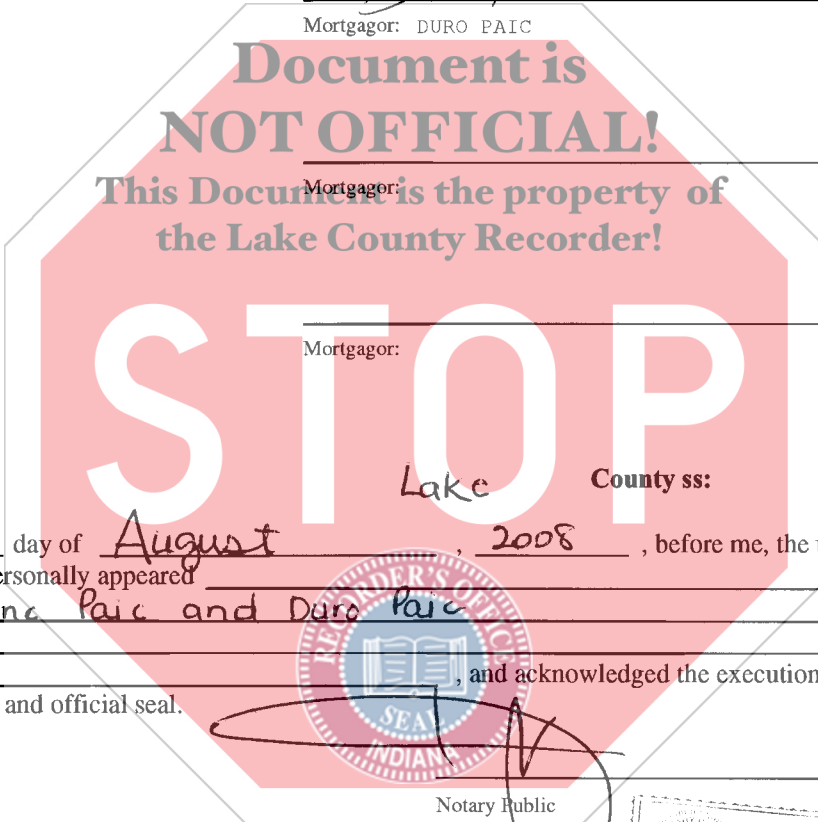 Mortgagor: DURO PAIC
Document is
NOT OFFICIAL!
Mortgagor:
This Document is the property of
the Lake County Recorder!
Mortgagor:
STOP
Lake County ss:
day of August , 2008 , before me, the
ersonally appeared
Paic and Duro Paic
, and acknowledged the execution
and official seal.
RECORDER'S OFFICE
SEAL
INDIANA
Notary Public